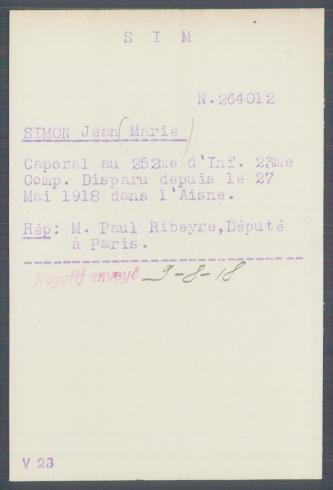 S I M
N.264012
SIMON Jean (Marie)
Caporal au 252me d'Inf. 23me
Comp. Disparu depuis le 27
Mai 1918 dans l'Aisne.
Rép: M. Paul Ribeyre, Député
à Paris.
Négatif envoyé 9-8-18
V 23